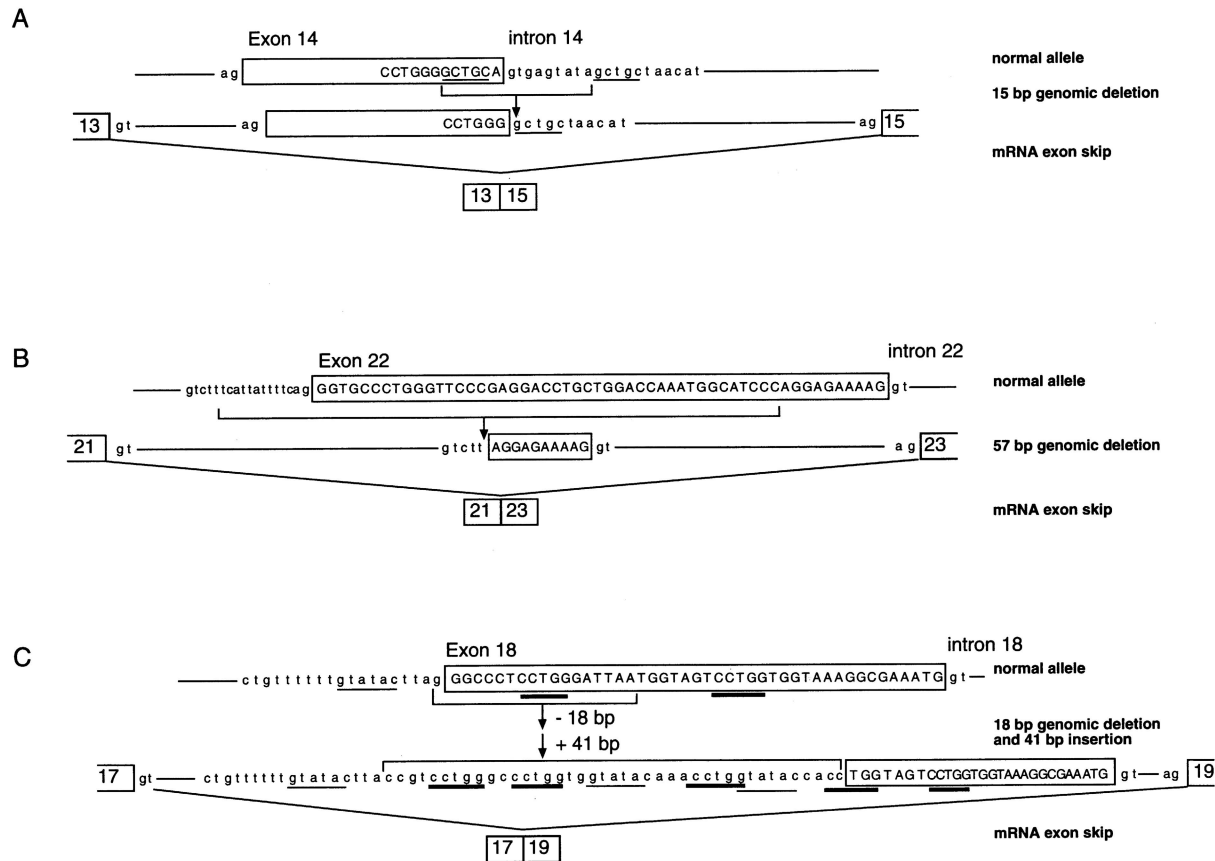 A
Exon 14 intron 14
ag CCTGGGGCTGCA gtgagtatagctgctaacat normal allele
15 bp genomic deletion
13 gt ag CCTGGG gctgctaacat ag 15
mRNA exon skip
13 15
B
Exon 22 intron 22
gtctttcattattttcag GGTGCCCTGGGTTCCCGAGGACCTGCTGGACCAAATGGCATCCCAGGAGAAAAG gt normal allele
21 gt gtctt AGGAGAAAAG gt ag 23 57 bp genomic deletion
21 23 mRNA exon skip
C
Exon 18 intron 18
ctgttttttgtatacttag GGCCCTCCTGGGATTAATGGTAGTCCTGGTGGTAAAGGCGAAATG gt normal allele
- 18 bp
+ 41 bp
18 bp genomic deletion
and 41 bp insertion
17 gt ctgttttttgtatacttaccgtcctgggccctggtggtatacaaacctggtataccacc TGGTAGTCCTGGTGGTAAAGGCGAAATG gt ag 19
mRNA exon skip
17 19